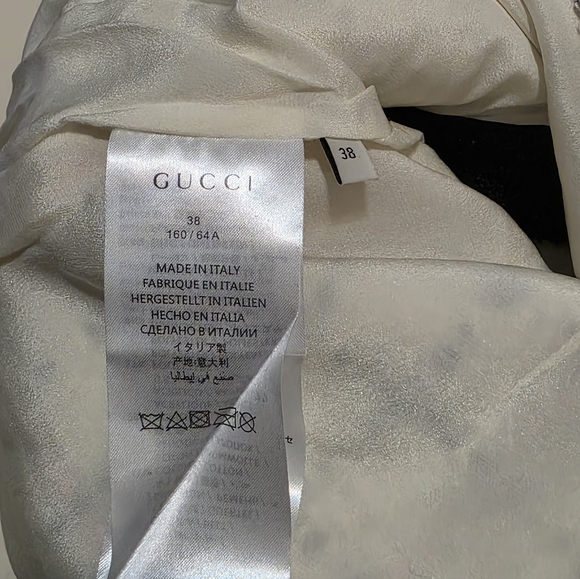 GUCCI
38
38
160 / 64 A
MADE IN ITALY
FABRIQUE EN ITALIE
HERGESTELLT IN ITALIEN
HECHO EN ITALIA
СДЕЛАНО В ИТАЛИИ
イタリア製
产地:意大利
صنع في إيطاليا